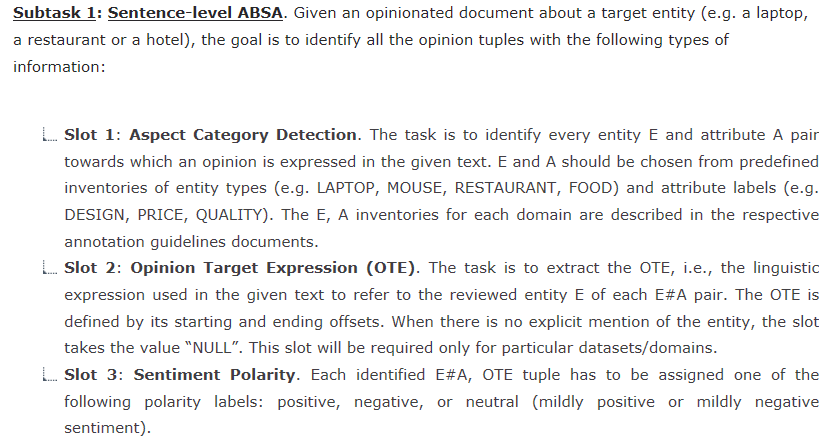 Subtask 1: Sentence-level ABSA. Given an opinionated document about a target entity (e.g. a laptop,
a restaurant or a hotel), the goal is to identify all the opinion tuples with the following types of
information:
Slot 1: Aspect Category Detection. The task is to identify every entity E and attribute A pair
towards which an opinion is expressed in the given text. E and A should be chosen from predefined
inventories of entity types (e.g. LAPTOP, MOUSE, RESTAURANT, FOOD) and attribute labels (e.g.
DESIGN, PRICE, QUALITY). The E, A inventories for each domain are described in the respective
annotation guidelines documents.
Slot 2: Opinion Target Expression (OTE). The task is to extract the OTE, i.e., the linguistic
expression used in the given text to refer to the reviewed entity E of each E#A pair. The OTE is
defined by its starting and ending offsets. When there is no explicit mention of the entity, the slot
takes the value “NULL”. This slot will be required only for particular datasets/domains.
Slot 3: Sentiment Polarity. Each identified E#A, OTE tuple has to be assigned one of the
following polarity labels: positive, negative, or neutral (mildly positive or mildly negative
sentiment).